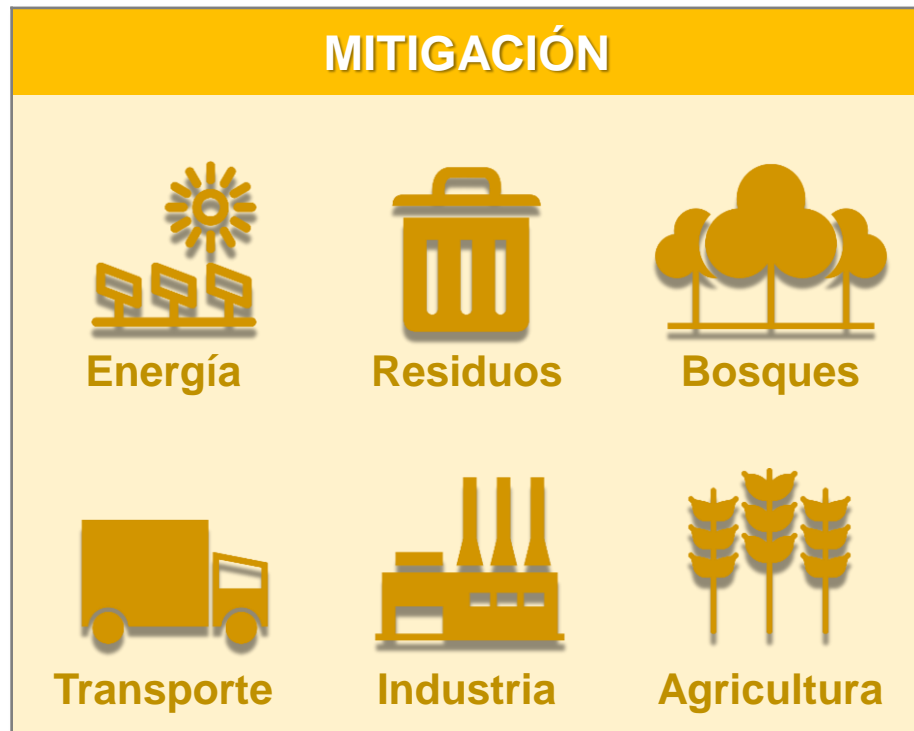 MITIGACIÓN
Energía
Residuos
Bosques
Transporte
Industria
Agricultura